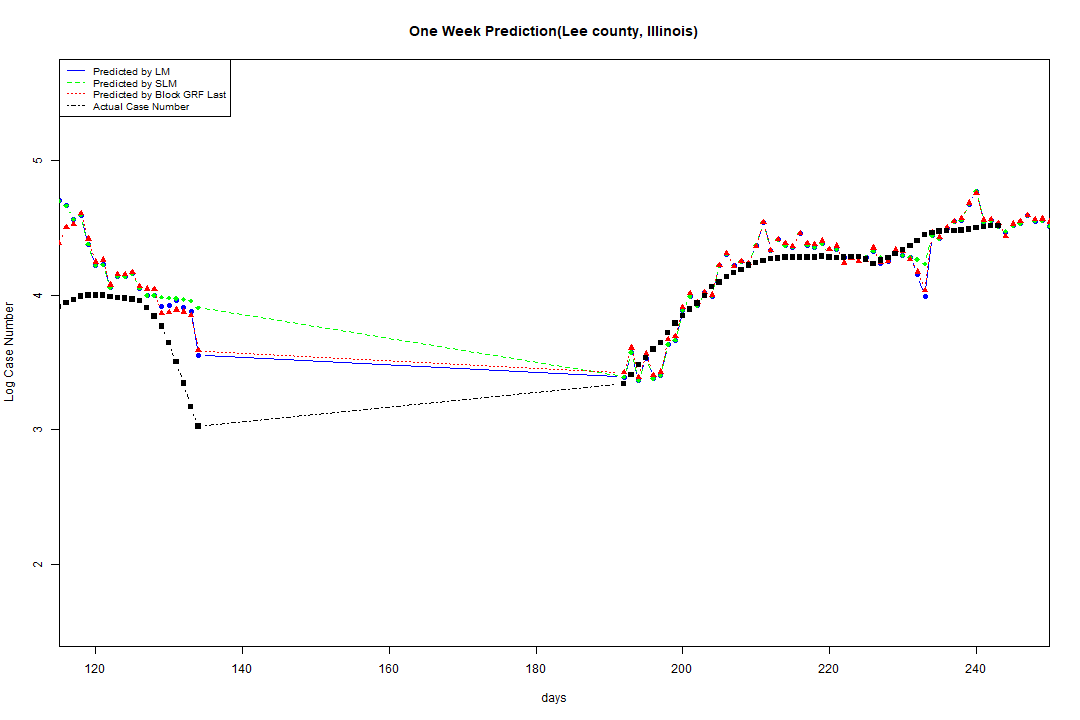 One Week Prediction(Lee county, Illinois)
Predicted by LM
Predicted by SLM
Predicted by Block GRF Last
Actual Case Number
5
4
3
2
Log Case Number
120 140 160 180 200 220 240
days